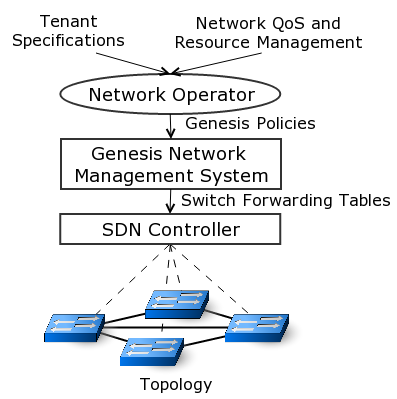 Tenant
Specifications
Network QoS and
Resource Management
Network Operator
Genesis Policies
Genesis Network
Management System
Switch Forwarding Tables
SDN Controller
Topology